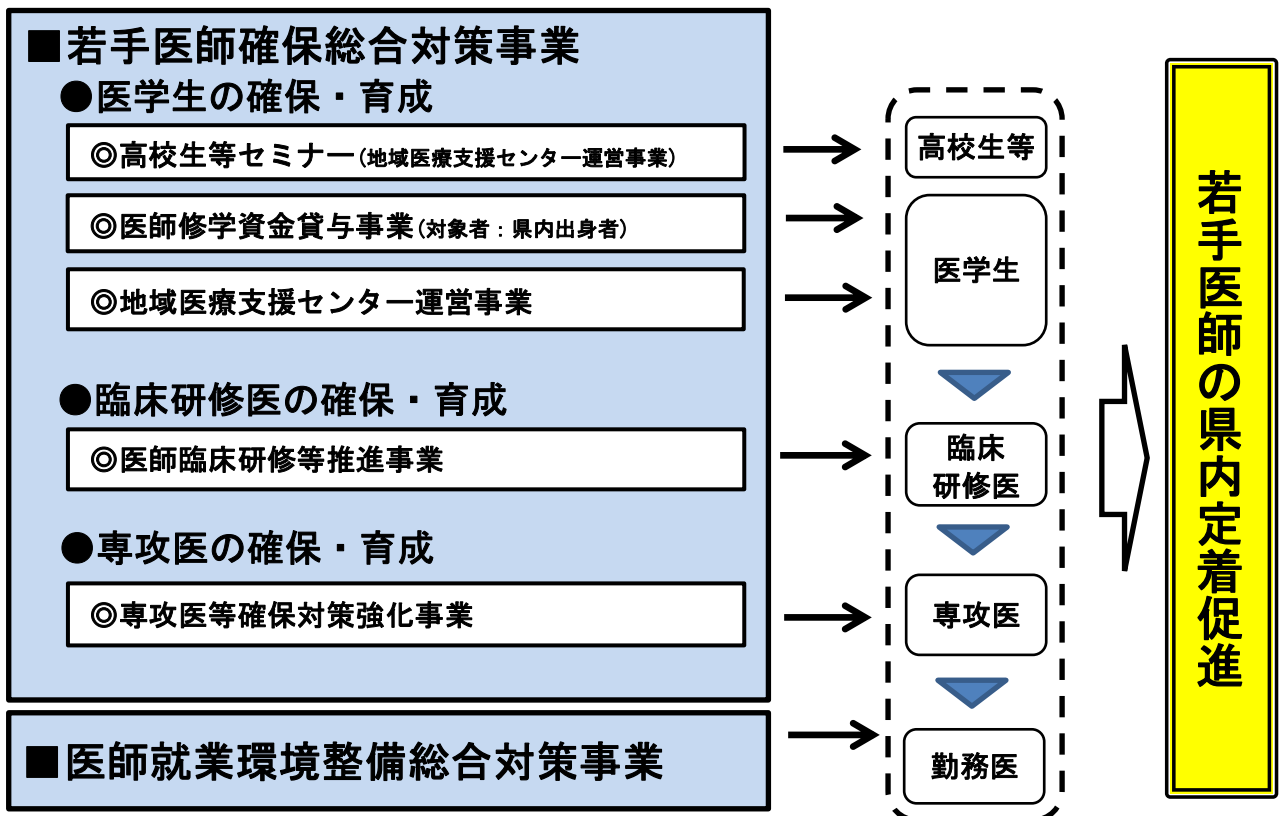 ■若手医師確保総合対策事業
●医学生の確保・育成
◎高校生等セミナー(地域医療支援センター運営事業)
◎医師修学資金貸与事業(対象者：県内出身者)
◎地域医療支援センター運営事業
●臨床研修医の確保・育成
◎医師臨床研修等推進事業
●専攻医の確保・育成
◎専攻医等確保対策強化事業
■医師就業環境整備総合対策事業
高校生等
医学生
臨床
研修医
専攻医
勤務医
若手医師の県内定着促進